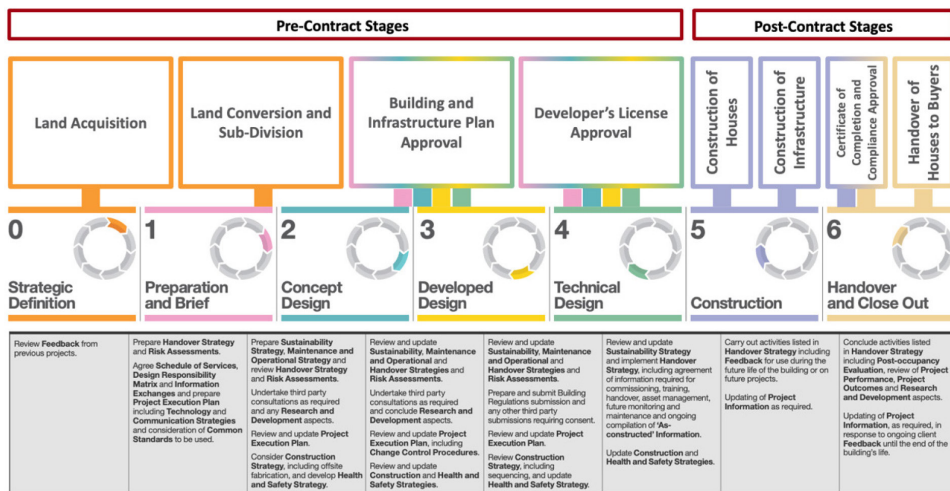 Pre-Contract Stages
Post-Contract Stages
Land Acquisition
Land Conversion and
Sub-Division
Building and
Infrastructure Plan
Approval
Developer's License
Approval
Construction of
Houses
Construction of
Infrastructure
Certificate of
Completion and
Compliance Approval
Handover of
Houses to Buyers
0
Strategic
Definition
1
Preparation
and Brief
2
Concept
Design
3
Developed
Design
4
Technical
Design
5
Construction
6
Handover
and Close Out
Review Feedback from
previous projects.
Prepare Handover Strategy
and Risk Assessments.
Agree Schedule of Services,
Design Responsibility
Matrix and Information
Exchanges and prepare
Project Execution Plan
including Technology and
Communication Strategies
and consideration of Common
Standards to be used.
Prepare Sustainability
Strategy, Maintenance and
Operational Strategy and
review Handover Strategy
and Risk Assessments.
Undertake third party
consultations as required
and any Research and
Development aspects.
Review and update Project
Execution Plan.
Consider Construction
Strategy, including offsite
fabrication, and develop Health
and Safety Strategy.
Review and update
Sustainability, Maintenance
and Operational and
Handover Strategies and
Risk Assessments.
Undertake third party
consultations as required
and conclude Research and
Development aspects.
Review and update Project
Execution Plan, including
Change Control Procedures.
Review and update
Construction and Health and
Safety Strategies.
Review and update
Sustainability, Maintenance
and Operational and
Handover Strategies and
Risk Assessments.
Prepare and submit Building
Regulations submission and
any other third party
submissions requiring consent.
Review and update Project
Execution Plan.
Review Construction
Strategy, including
sequencing, and update
Health and Safety Strategy.
Review and update
Sustainability Strategy
and implement Handover
Strategy, including agreement
of information required for
commissioning, training,
handover, asset management,
future monitoring and
maintenance and ongoing
compilation of 'As-
constructed' Information.
Update Construction and
Health and Safety Strategies.
Carry out activities listed in
Handover Strategy including
Feedback for use during the
future life of the building or on
future projects.
Updating of Project
Information as required.
Conclude activities listed
in Handover Strategy
including Post-occupancy
Evaluation, review of Project
Performance, Project
Outcomes and Research
and Development aspects.
Updating of Project
Information, as required, in
response to ongoing client
Feedback until the end of the
building's life.